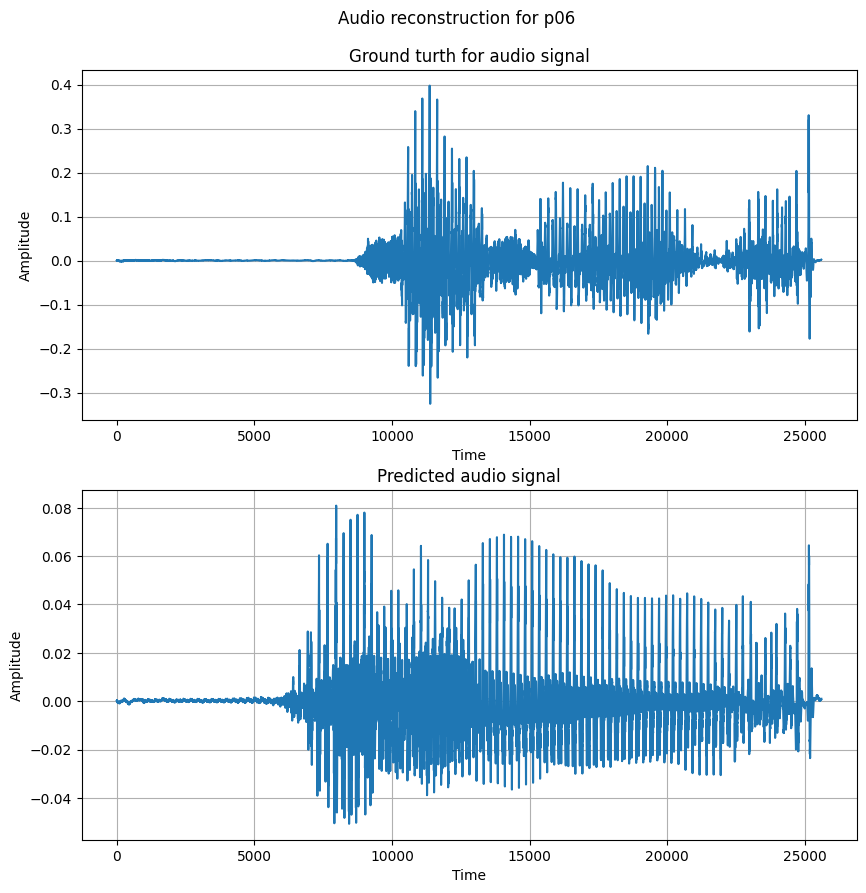 Audio reconstruction for p06
Ground turth for audio signal
0.4
0.3
0.2
0.1
0.0
−0.1
−0.2
−0.3
Amplitude
0 5000 10000 15000 20000 25000
Time
Predicted audio signal
0.08
0.06
0.04
0.02
0.00
−0.02
−0.04
Amplitude
0 5000 10000 15000 20000 25000
Time